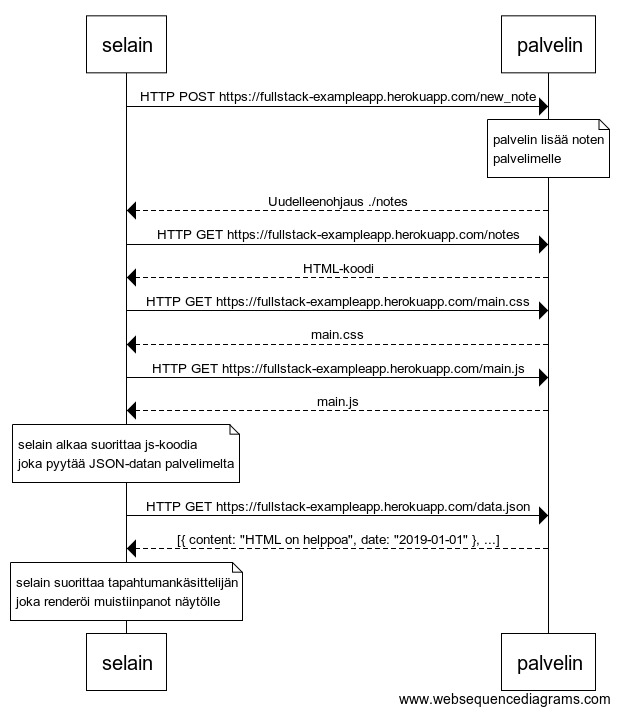 selain
palvelin
HTTP POST https://fullstack-exampleapp.herokuapp.com/new_note
palvelin lisää noten
palvelimelle
Uudelleenohjaus ./notes
HTTP GET https://fullstack-exampleapp.herokuapp.com/notes
HTML-koodi
HTTP GET https://fullstack-exampleapp.herokuapp.com/main.css
main.css
HTTP GET https://fullstack-exampleapp.herokuapp.com/main.js
main.js
selain alkaa suorittaa js-koodia
joka pyytää JSON-datan palvelimelta
HTTP GET https://fullstack-exampleapp.herokuapp.com/data.json
[{ content: "HTML on helppoa", date: "2019-01-01" }, ...]
selain suorittaa tapahtumankäsittelijän
joka renderöi muistiinpanot näytölle
selain
palvelin
www.websequencediagrams.com